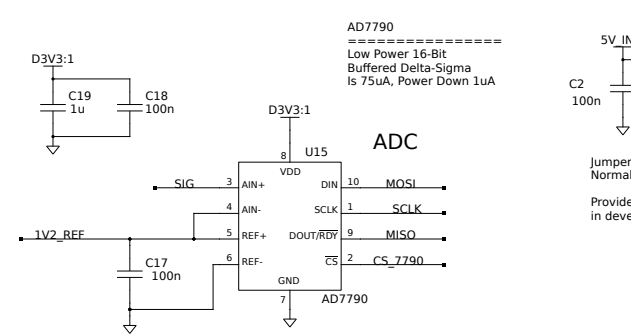 AD7790
================
Low Power 16-Bit
Buffered Delta-Sigma
Is 75uA, Power Down 1uA
D3V3:1
C19
1u
C18
100n
5V_IN
C2
100n
D3V3:1
ADC
8
U15
VDD
SIG
3
AIN+
DIN
10
MOSI
4
AIN-
SCLK
1
SCLK
1V2_REF
5
REF+
DOUT/RDY
9
MISO
6
REF-
CS
2
CS_7790
C17
100n
GND
7
AD7790
Jumper
Normal
Provide
in deve